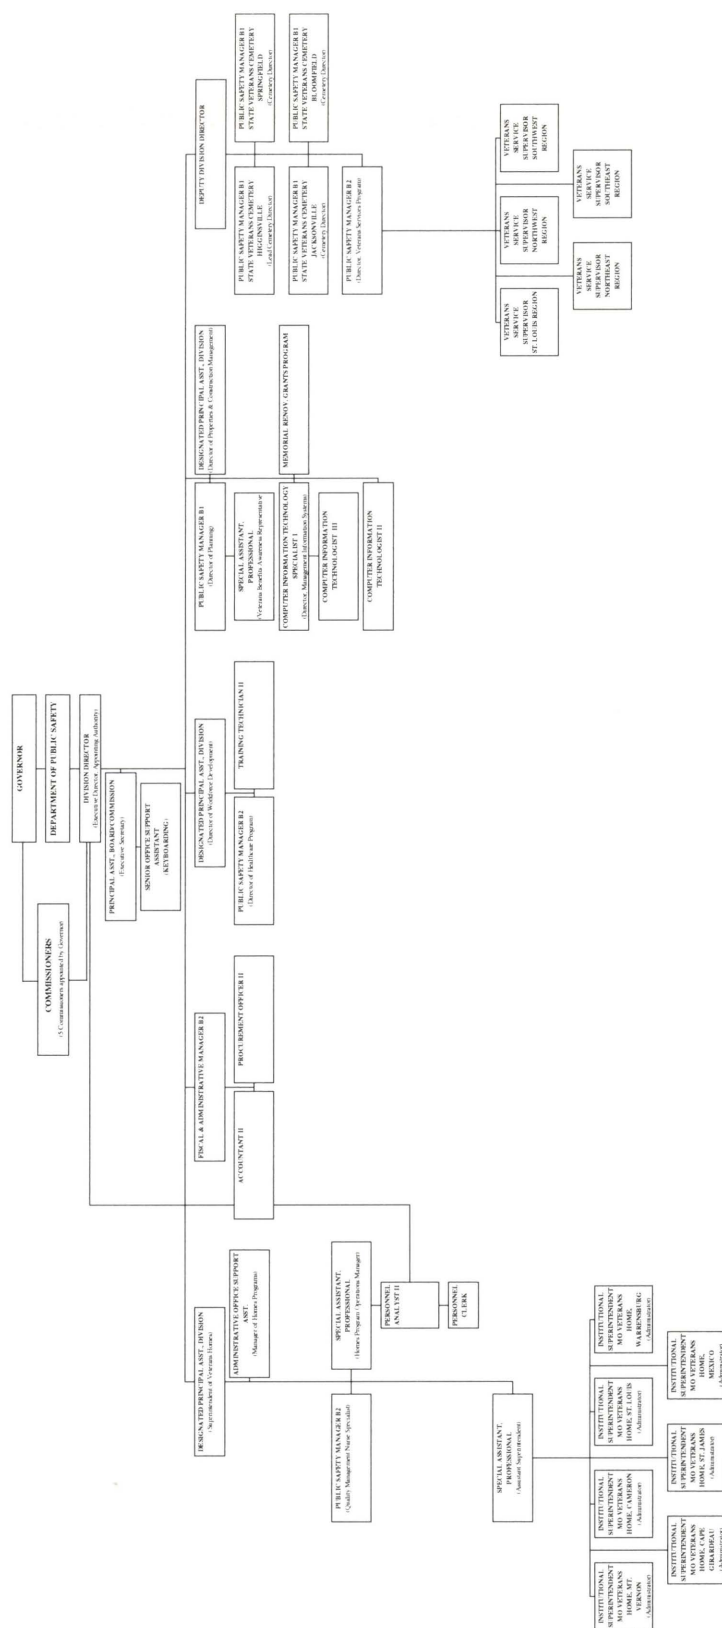 GOVERNOR
DEPARTMENT OF PUBLIC SAFETY
COMMISSIONERS
(5 Commissioners appointed by Governor)
DIVISION DIRECTOR
(Executive Director, Appointing Authority)
PRINCIPAL ASST., BOARD/COMMISSION
(Executive Secretary)
SENIOR OFFICE SUPPORT
ASSISTANT
(KEYBOARDING)
DESIGNATED PRINCIPAL ASST., DIVISION
(Superintendent of Veterans Homes)
ADMINISTRATIVE OFFICE SUPPORT
ASST.
(Manager of Homes Programs)
PUBLIC SAFETY MANAGER B2
(Quality Management Nurse Specialist)
SPECIAL ASSISTANT,
PROFESSIONAL
(Homes Program Operations Manager)
PERSONNEL
ANALYST II
PERSONNEL
CLERK
SPECIAL ASSISTANT,
PROFESSIONAL
(Assistant Superintendent)
INSTITUTIONAL
SUPERINTENDENT
MO VETERANS
HOME, MT.
VERNON
(Administrator)
INSTITUTIONAL
SUPERINTENDENT
MO VETERANS
HOME, CAMERON
(Administrator)
INSTITUTIONAL
SUPERINTENDENT
MO VETERANS
HOME, ST. LOUIS
(Administrator)
INSTITUTIONAL
SUPERINTENDENT
MO VETERANS
HOME,
WARRENSBURG
(Administrator)
INSTITUTIONAL
SUPERINTENDENT
MO VETERANS
HOME, CAPE
GIRARDEAU
(Administrator)
INSTITUTIONAL
SUPERINTENDENT
MO VETERANS
HOME, ST. JAMES
(Administrator)
INSTITUTIONAL
SUPERINTENDENT
MO VETERANS
HOME,
MEXICO
(Administrator)
FISCAL & ADMINISTRATIVE MANAGER B2
ACCOUNTANT II
PROCUREMENT OFFICER II
DESIGNATED PRINCIPAL ASST., DIVISION
(Director of Workforce Development)
PUBLIC SAFETY MANAGER B2
(Director of Healthcare Program)
TRAINING TECHNICIAN II
PUBLIC SAFETY MANAGER B1
(Director of Planning)
DESIGNATED PRINCIPAL ASST., DIVISION
(Director of Properties & Construction Management)
SPECIAL ASSISTANT,
PROFESSIONAL
(Veterans Benefits Awareness Representative)
COMPUTER INFORMATION TECHNOLOGY
SPECIALIST I
(Director, Management Information Systems)
MEMORIAL RENOV. GRANTS PROGRAM
COMPUTER INFORMATION
TECHNOLOGIST III
COMPUTER INFORMATION
TECHNOLOGIST II
DEPUTY DIVISION DIRECTOR
PUBLIC SAFETY MANAGER B1
STATE VETERANS CEMETERY
HIGGINSVILLE
(Lead Cemetery Director)
PUBLIC SAFETY MANAGER B1
STATE VETERANS CEMETERY
SPRINGFIELD
(Cemetery Director)
PUBLIC SAFETY MANAGER B1
STATE VETERANS CEMETERY
JACKSONVILLE
(Cemetery Director)
PUBLIC SAFETY MANAGER B1
STATE VETERANS CEMETERY
BLOOMFIELD
(Cemetery Director)
PUBLIC SAFETY MANAGER B2
(Director, Veterans Services Program)
VETERANS
SERVICE
SUPERVISOR
ST. LOUIS REGION
VETERANS
SERVICE
SUPERVISOR
NORTHWEST
REGION
VETERANS
SERVICE
SUPERVISOR
SOUTHWEST
REGION
VETERANS
SERVICE
SUPERVISOR
NORTHEAST
REGION
VETERANS
SERVICE
SUPERVISOR
SOUTHEAST
REGION